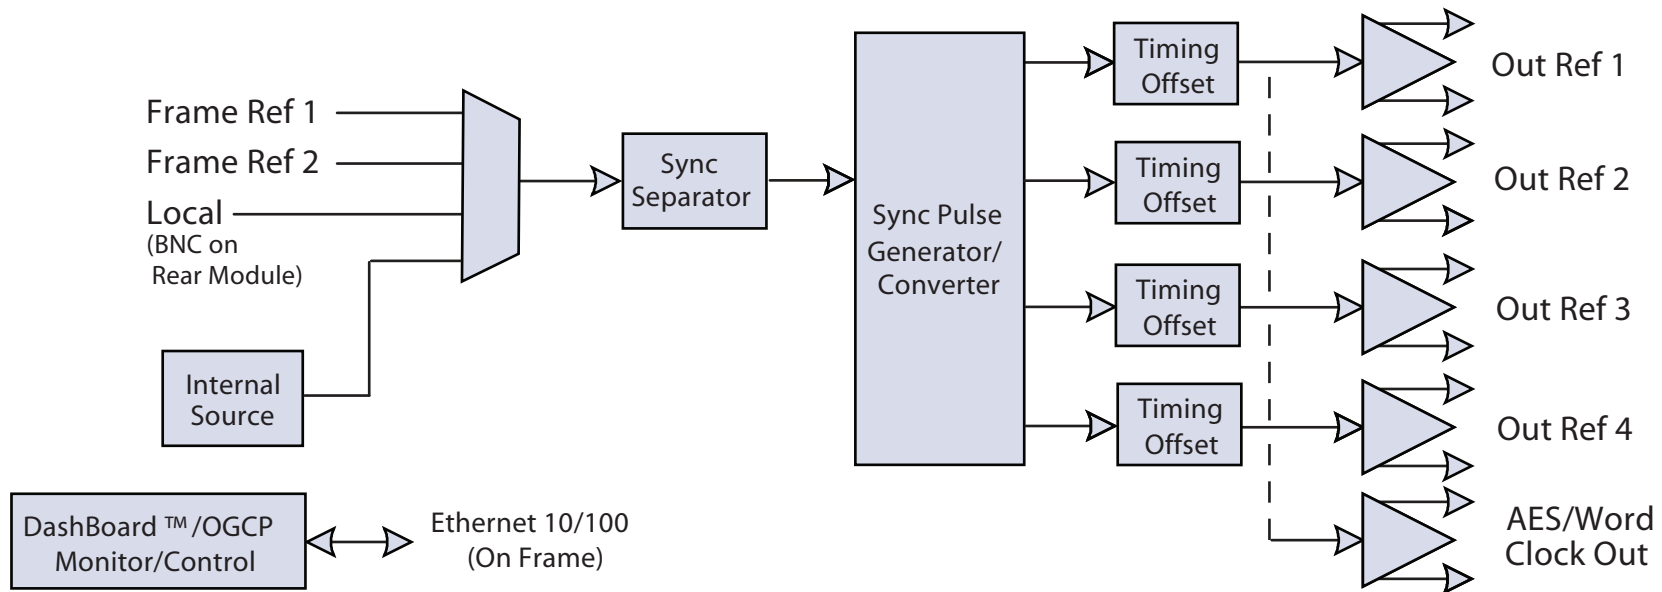 Frame Ref 1
Frame Ref 2
Local
(BNC on
Rear Module)
Internal
Source
DashBoard ™/OGCP
Monitor/Control
Ethernet 10/100
(On Frame)
Sync
Separator
Sync Pulse
Generator/
Converter
Timing
Offset
Timing
Offset
Timing
Offset
Timing
Offset
Out Ref 1
Out Ref 2
Out Ref 3
Out Ref 4
AES/Word
Clock Out